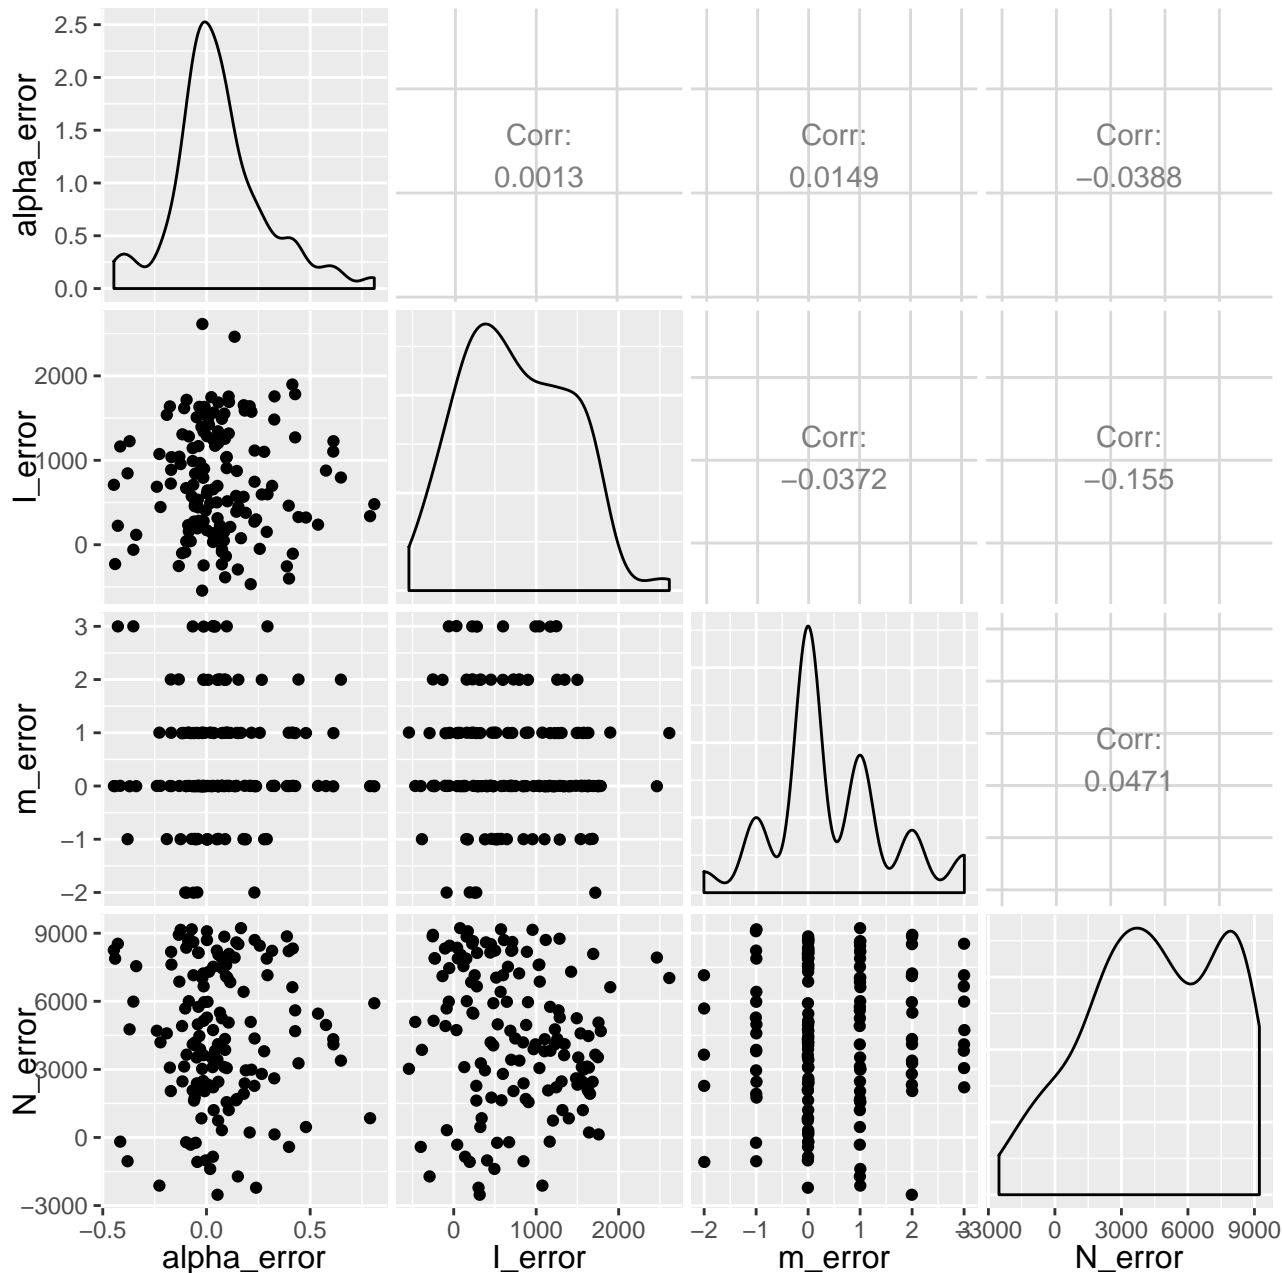 2.5
2.0
1.5
1.0
0.5
0.0
alpha_error
Corr:
0.0013
Corr:
0.0149
Corr:
−0.0388
2000
1000
0
l_error
Corr:
−0.0372
Corr:
−0.155
3
2
1
0
−1
−2
m_error
Corr:
0.0471
9000
6000
3000
0
−3000
N_error
−0.5 0.0 0.5
0 1000 2000
−2 −1 0 1 2 3
−3000 0 3000 6000 9000
alpha_error l_error m_error N_error